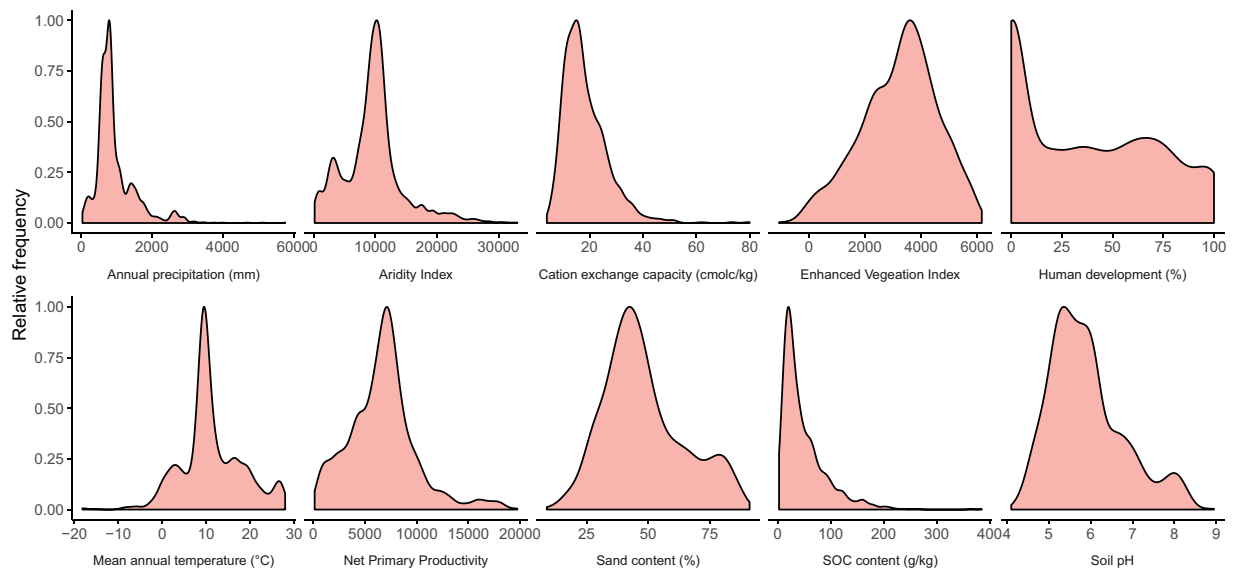 Relative frequency
1.00
0.75
0.50
0.25
0.00
0 2000 4000 6000
0 10000 20000 30000
20 40 60 80
0 2000 4000 6000
0 25 50 75 100
Annual precipitation (mm)
Aridity Index
Cation exchange capacity (cmolc/kg)
Enhanced Vegeation Index
Human development (%)
1.00
0.75
0.50
0.25
0.00
−20 −10 0 10 20 30
0 5000 10000 15000 20000
25 50 75
0 100 200 300 400
4 5 6 7 8 9
Mean annual temperature (°C)
Net Primary Productivity
Sand content (%)
SOC content (g/kg)
Soil pH